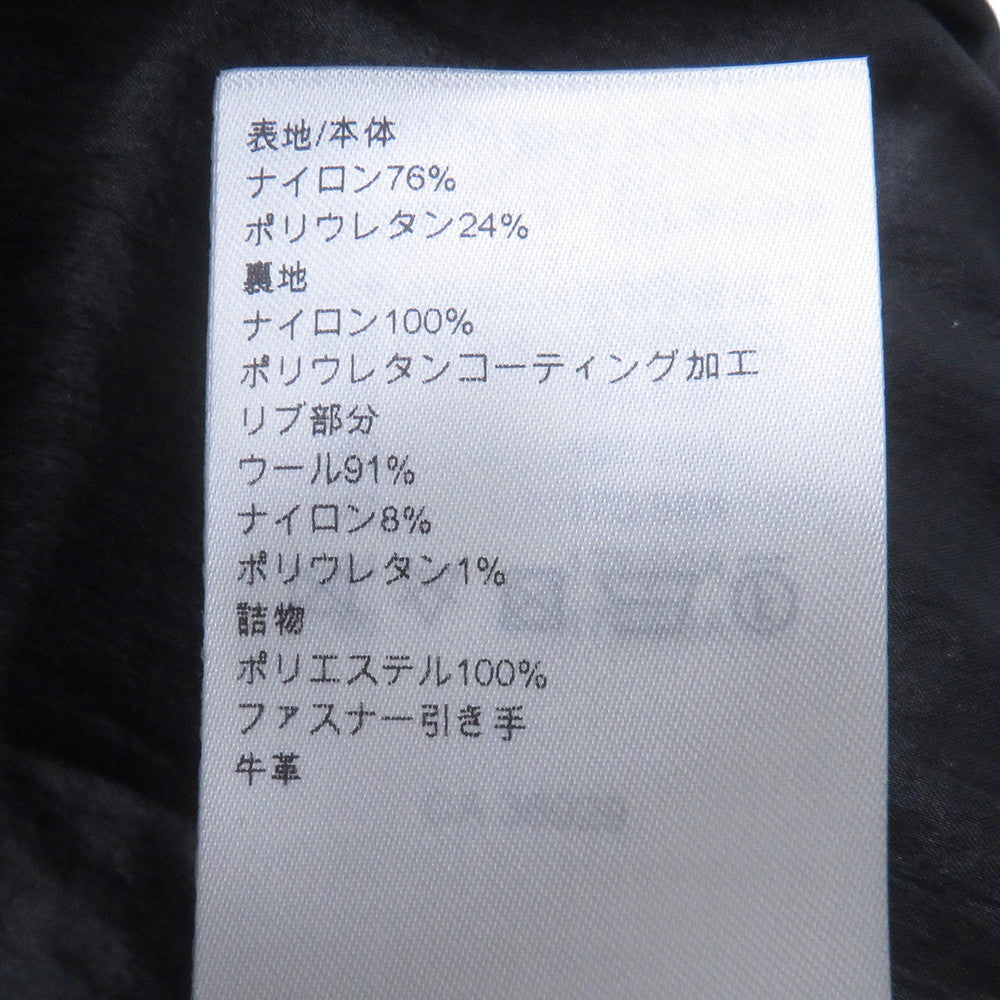 表地/本体
ナイロン76%
ポリウレタン24%
裏地
ナイロン100%
ポリウレタンコーティング加工
リブ部分
ウール91%
ナイロン8%
ポリウレタン1%
詰物
ポリエステル100%
ファスナー引き手
牛革